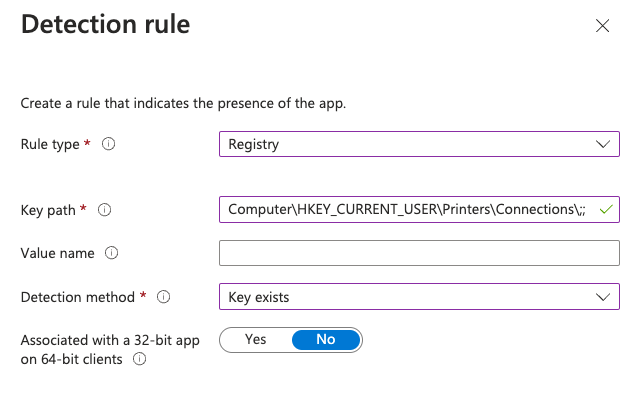 Detection rule
Create a rule that indicates the presence of the app.
Rule type *
Registry
Key path *
Computer\HKEY_CURRENT_USER\Printers\Connections\;;
Value name
Detection method *
Key exists
Associated with a 32-bit app
on 64-bit clients
Yes No